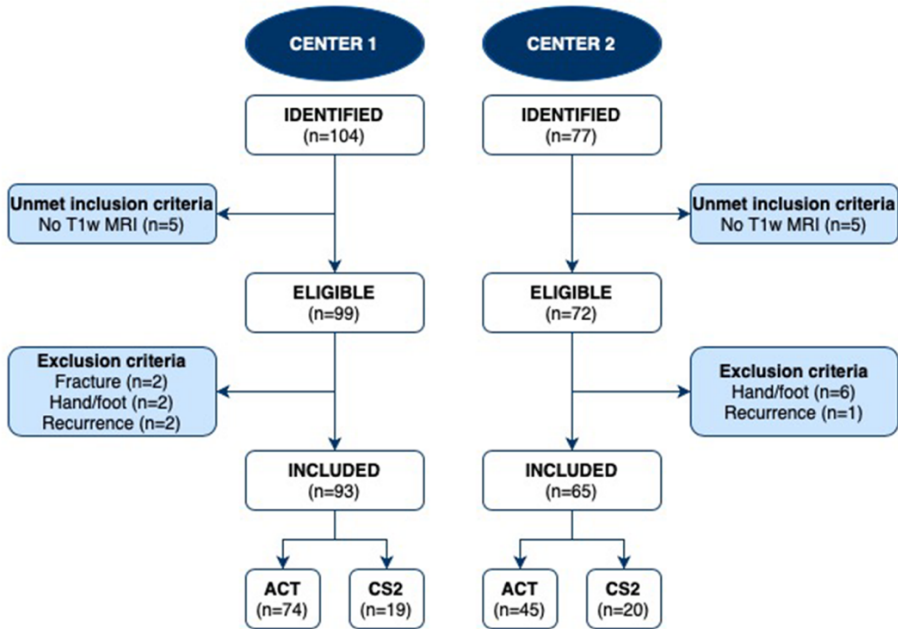 CENTER 1
IDENTIFIED
(n=104)
Unmet inclusion criteria
No T1w MRI (n=5)
ELIGIBLE
(n=99)
Exclusion criteria
Fracture (n=2)
Hand/foot (n=2)
Recurrence (n=2)
INCLUDED
(n=93)
ACT
(n=74)
CS2
(n=19)
CENTER 2
IDENTIFIED
(n=77)
Unmet inclusion criteria
No T1w MRI (n=5)
ELIGIBLE
(n=72)
Exclusion criteria
Hand/foot (n=6)
Recurrence (n=1)
INCLUDED
(n=65)
ACT
(n=45)
CS2
(n=20)